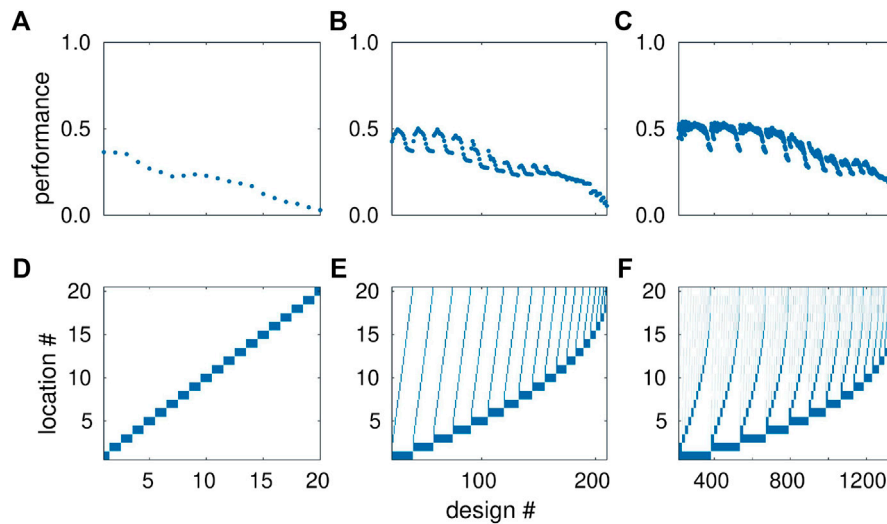 A B C
1.0 1.0 1.0
performance
0.5 0.5 0.5
0.0 0.0 0.0
D E F
20 20 20
location #
15 15 15
10 10 10
5 5 5
5 10 15 20 100 200 400 800 1200
design #